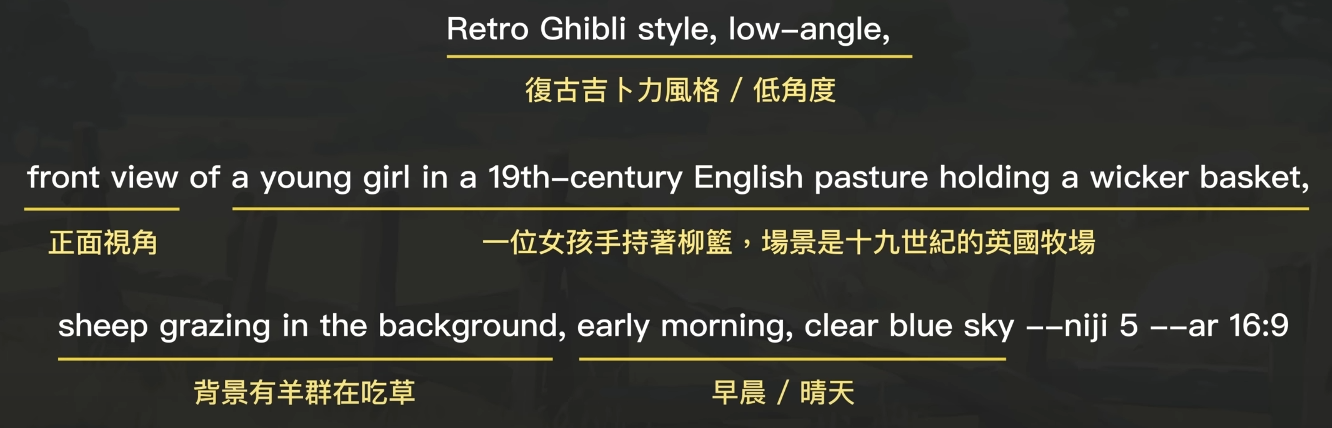 Retro Ghibli style, low-angle,
復古吉卜力風格 / 低角度
front view of a young girl in a 19th-century English pasture holding a wicker basket,
正面視角 一位女孩手持著柳籃，場景是十九世紀的英國牧場
sheep grazing in the background, early morning, clear blue sky --niji 5 --ar 16:9
背景有羊群在吃草 早晨 / 晴天